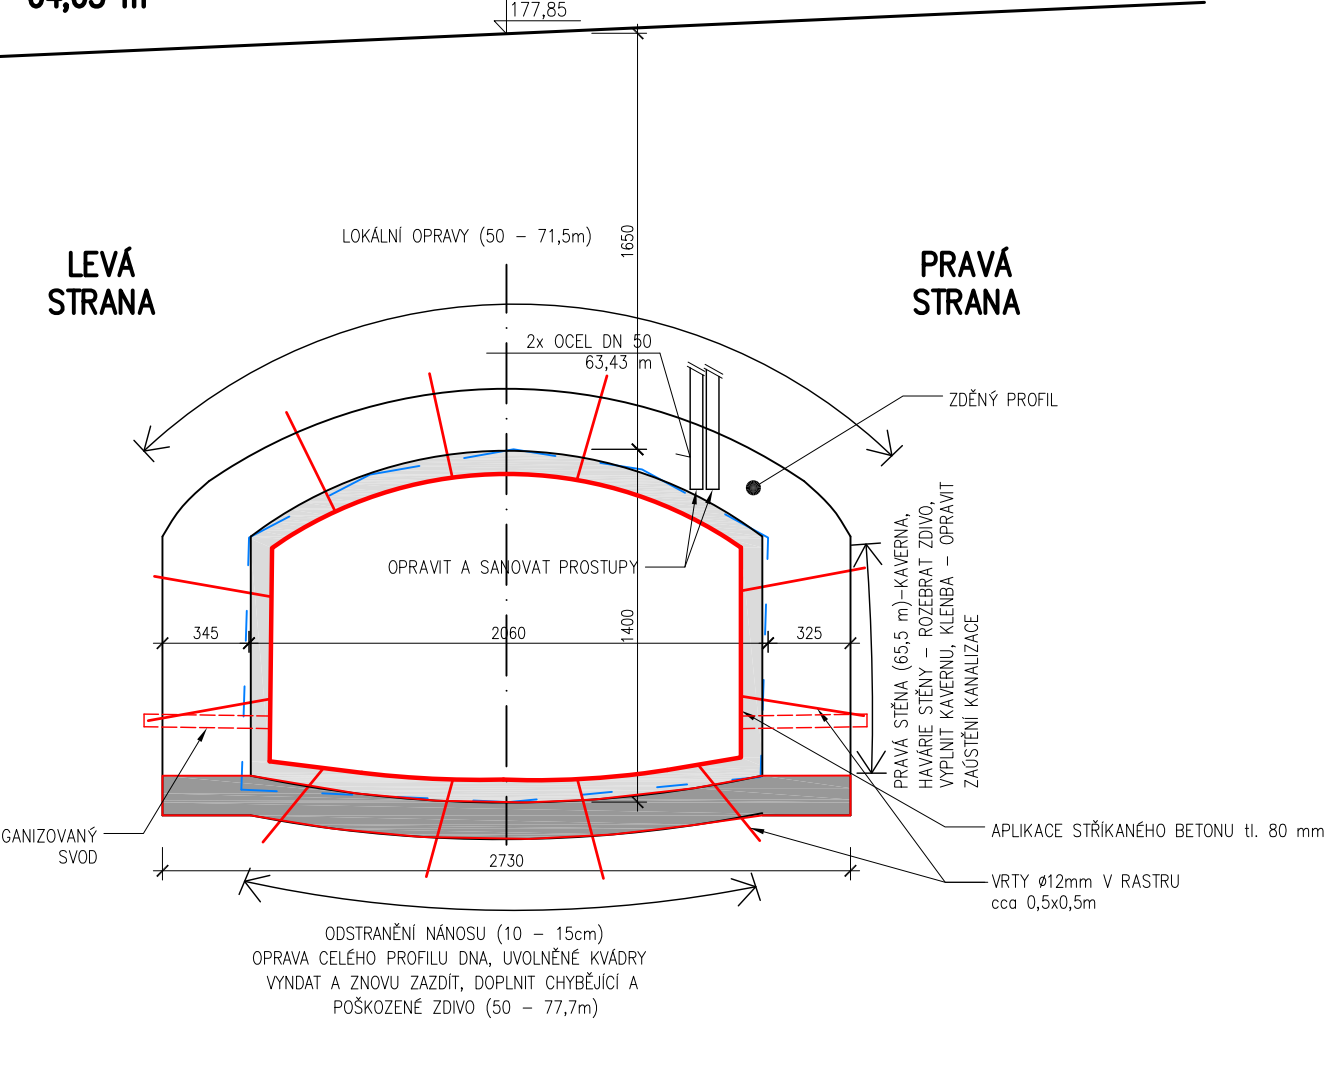 177,85
1650
LOKÁLNÍ OPRAVY (50 - 71,5m)
LEVÁ
STRANA
PRAVÁ
STRANA
2x OCEL DN 50
63,43 m
ZDĚNÝ PROFIL
OPRAVIT A SANOVAT PROSTUPY
345
2060
1400
325
PRAVÁ STĚNA (65,5 m)-KAVERNA,
HAVÁRIE STĚNY - ROZEBRAT ZDIVO,
VYPLNIT KAVERNU, KLENBA - OPRAVIT
ZAÚSTĚNÍ KANALIZACE
GANIZOVANÝ
SVOD
APLIKACE STŘÍKANÉHO BETONU tl. 80 mm
2730
VRTY ø12mm V RASTRU
cca 0,5x0,5m
ODSTRANĚNÍ NÁNOSU (10 - 15cm)
OPRAVA CELÉHO PROFILU DNA, UVOLNĚNÉ KVÁDRY
VYNDAT A ZNOVU ZAZDÍT, DOPLNIT CHYBĚJÍCÍ A
POŠKOZENÉ ZDIVO (50 - 77,7m)